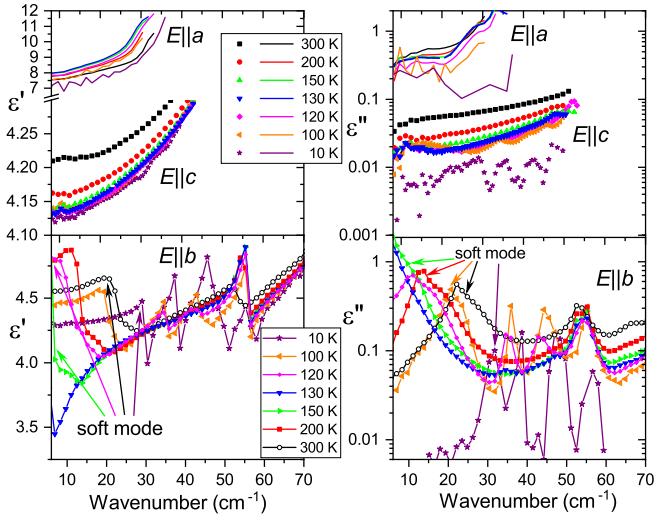 12
11
10
9
8
7
4.25
4.20
4.15
4.10
ε'
E||a
E||c
300 K
200 K
150 K
130 K
120 K
100 K
10 K
1
0.1
0.01
0.001
ε''
E||a
E||c
4.5
4.0
3.5
ε'
E||b
soft mode
10 K
100 K
120 K
130 K
150 K
200 K
300 K
10 20 30 40 50 60 70
Wavenumber (cm-1)
1
0.1
0.01
ε''
soft mode
E||b
10 20 30 40 50 60 70
Wavenumber (cm-1)